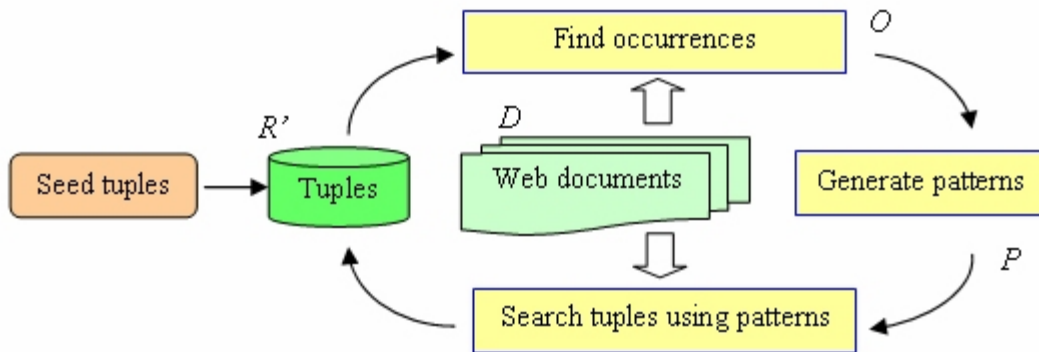 Find occurrences
O
R’
D
Seed tuples
Tuples
Web documents
Generate patterns
P
Search tuples using patterns